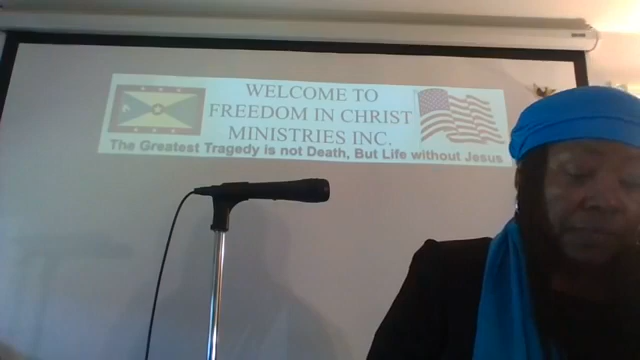 WELCOME TO
FREEDOM IN CHRIST
MINISTRIES INC.
The Greatest Tragedy is not Death, But Life without Jesus